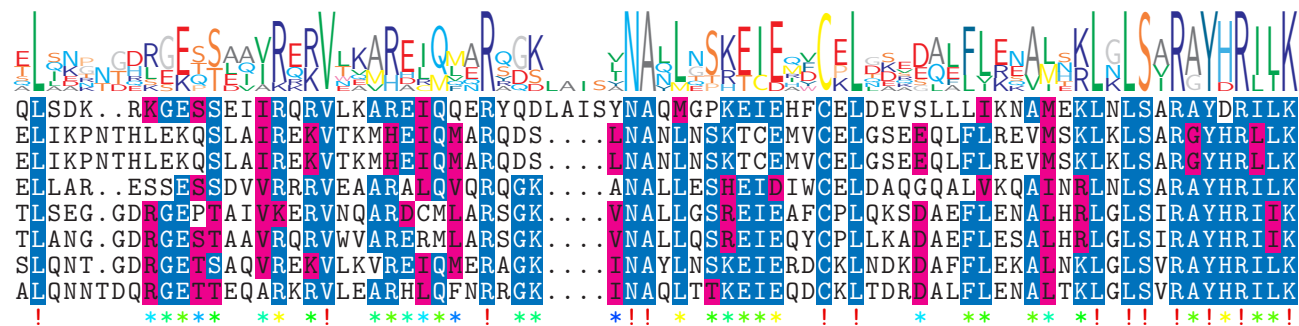 QLSDK..RKGESSEIIRQRVLKAREIQQERYQDLAISYNAQMGPKEIEHFCELDEVSLLLIKNAMEKLNLSARAYDRILK
ELIKPNTHLEKQSLAIREKVTKMHEIQMARQDS....LNANLNSKTCEMVCELGSEEQLFLREVMSKLKLSARGYHRLLK
ELIKPNTHLEKQSLAIREKVTKMHEIQMARQDS....LNANLNSKTCEMVCELGSEEQLFLREVMSKLKLSARGYHRLLK
ELLAR..ESSESSDVVRRRVEAARALQVQRQGK....ANALLESHEIDIWCELDAQGQALVKQAINRLNLSARAYHRILK
TLSEG.GDRGEPTAIVKERVNQARDCMLARSGK....VNALLGSREIEAFCPLQKSDAEFLENALHRLGLSIRAYHRIIK
TLANG.GDRGESTAAVRQRVWVARERMLARSGK....VNALLQSREIEQYCPLLKADAEFLESALHRLGLSIRAYHRIIK
SLQNT.GDRGETSAQVREKVLKVREIQMERAGK....INAYLNSKEIERDCKLNDKDAFFLEKALNKLGLSVRAYHRILK
ALQNNTDQRGETTEQARKRVLEARHLQFNRRGK....INAQLTTKEIEQDCKLTDRDALFLENALTKLGLSVRAYHRILK
! ***** ** *! ****** ! ** *!! * ***** ! ! * ** ** *! !! !*!*!**!